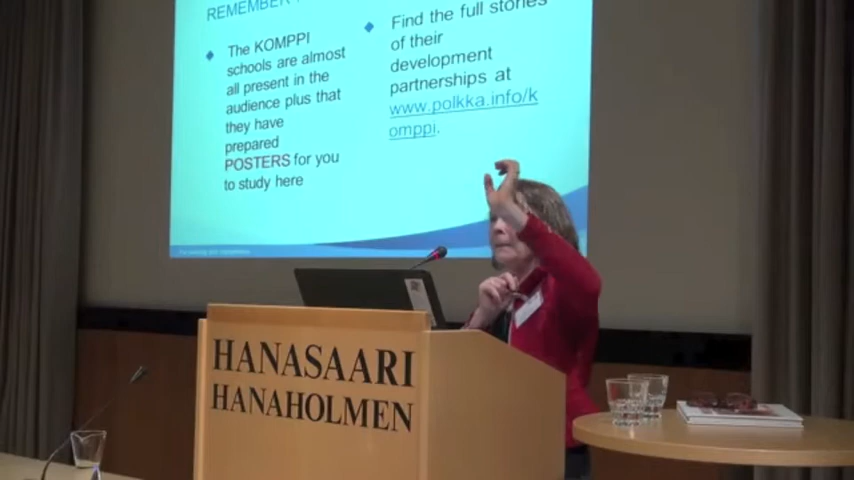 REMEMBER
The KOMPPI
schools are almost
all present in the
audience plus that
they have
prepared
POSTERS for you
to study here
Find the full stories
of their
development
partnerships at
www.polkka.info/k
omppi.
HANASAARI
HANAHOLMEN